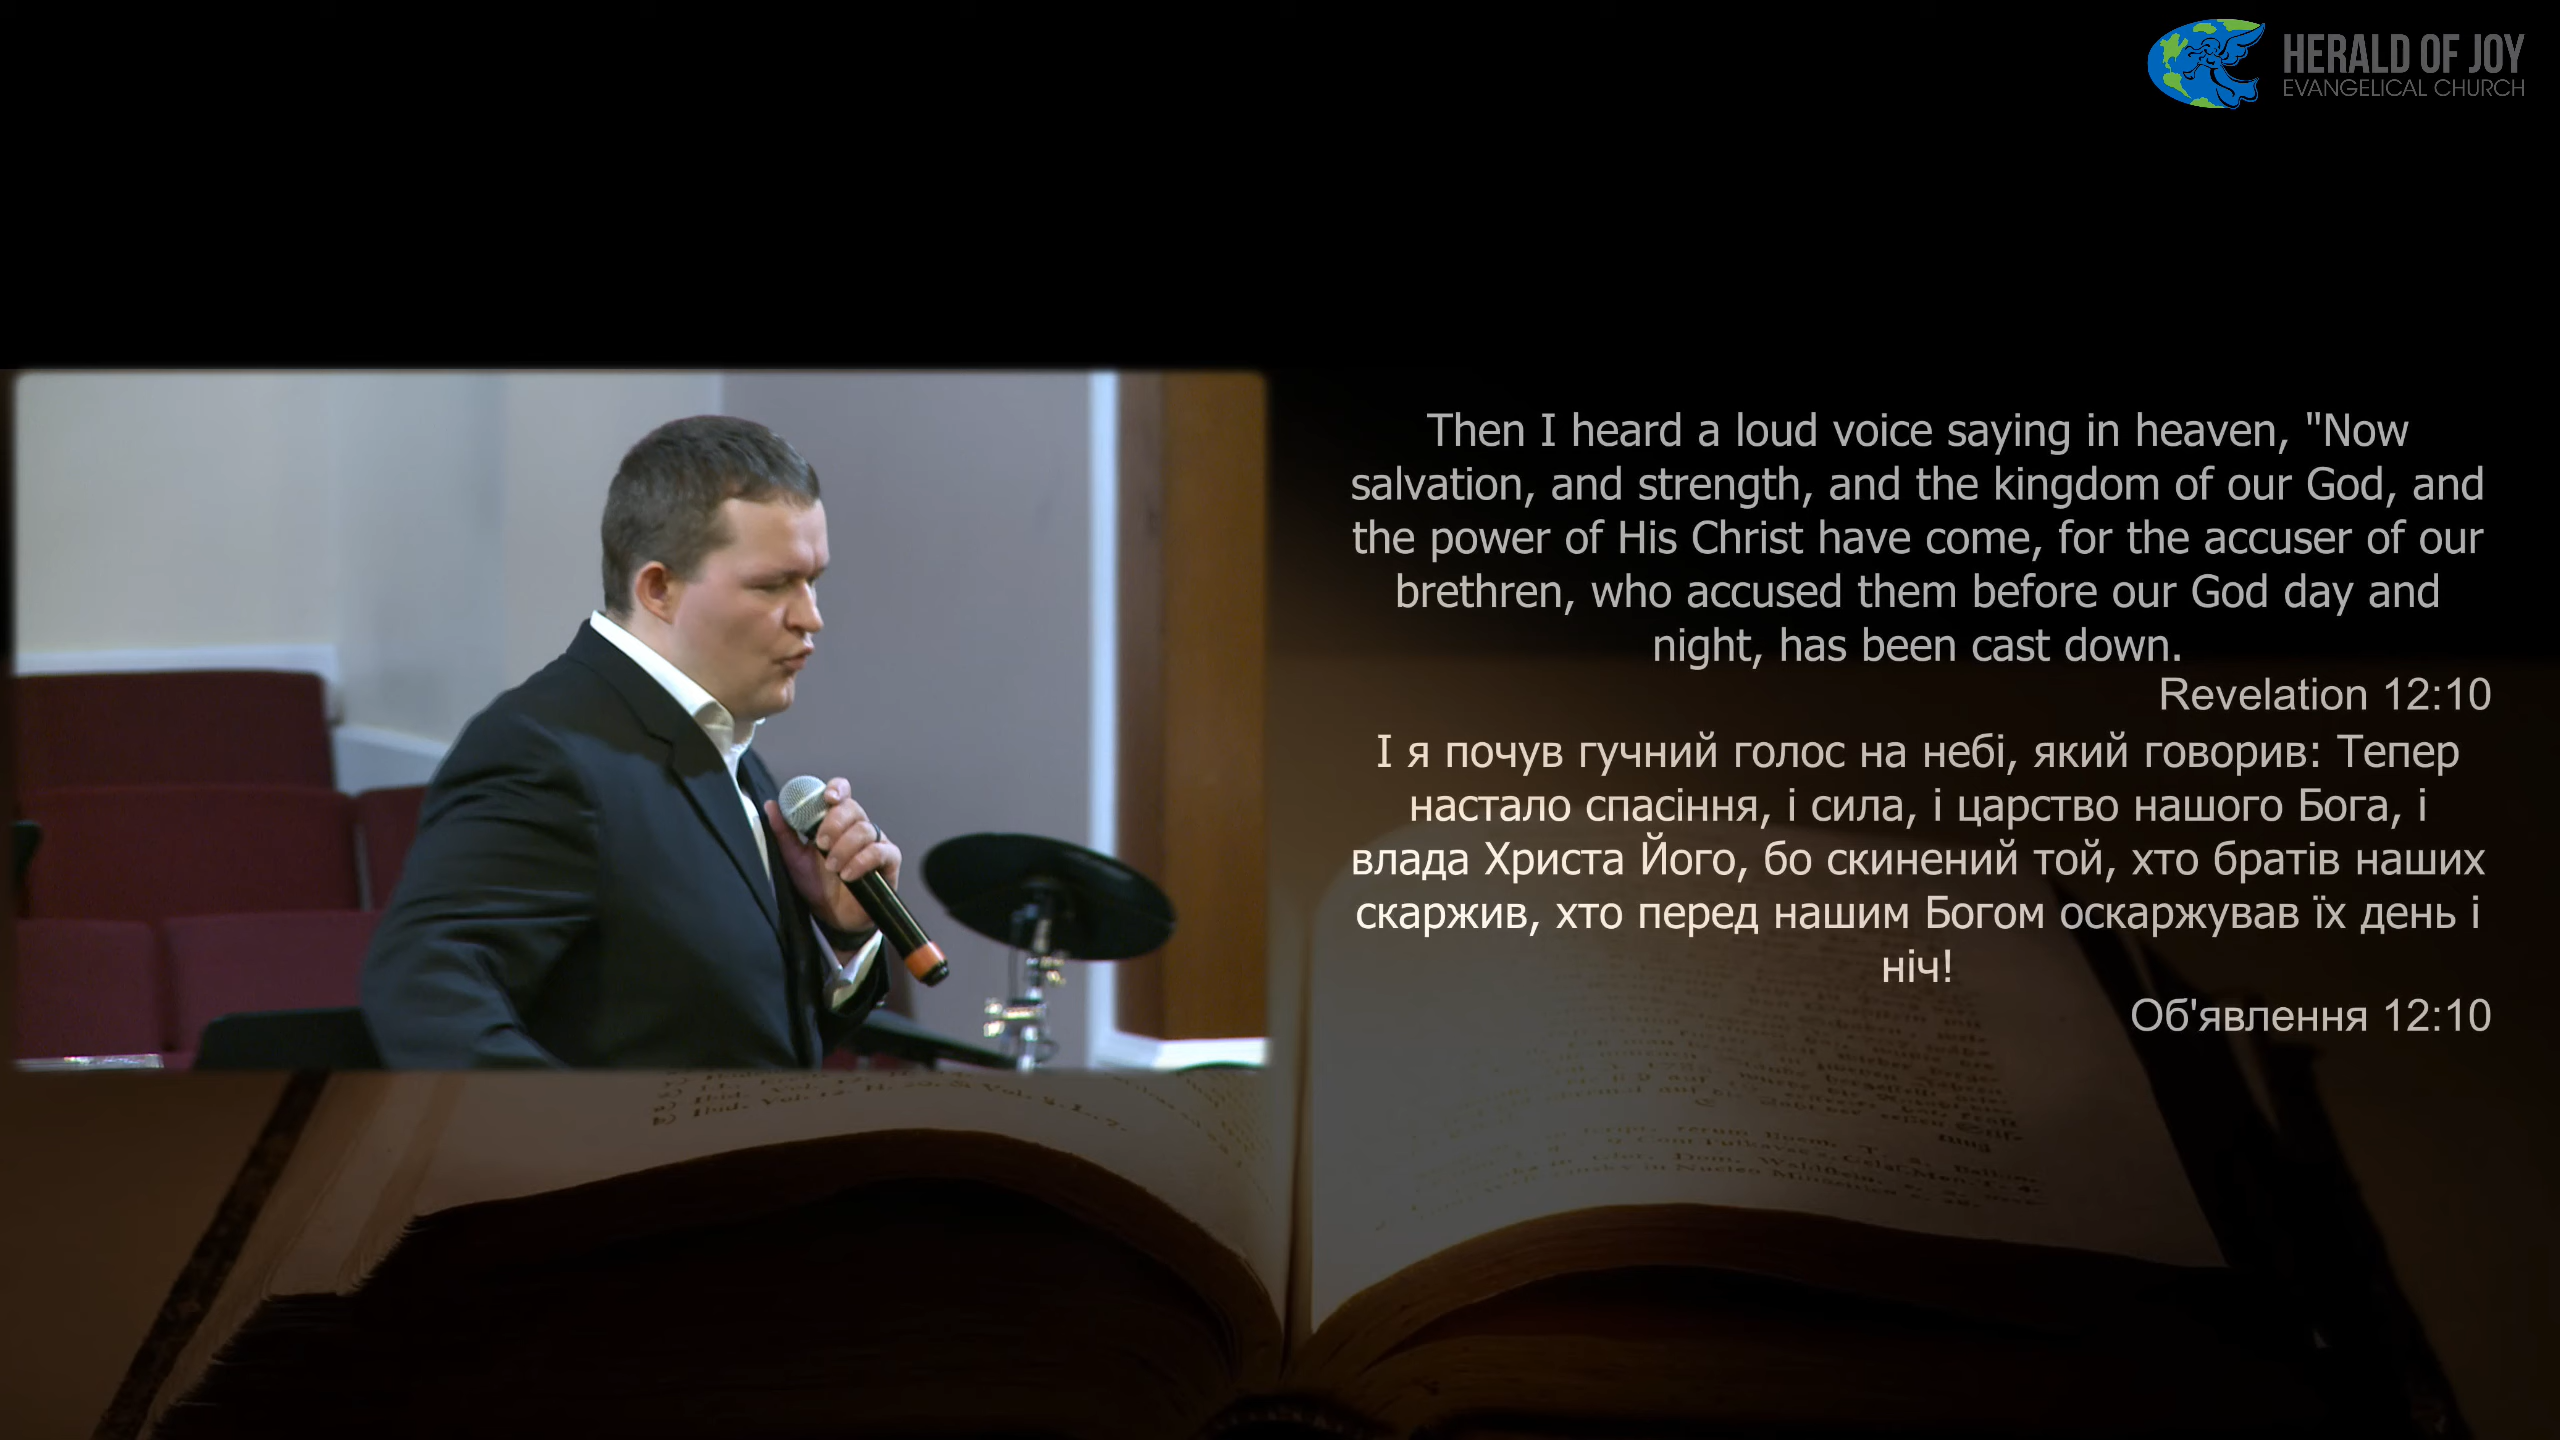 HERALD OF JOY
EVANGELICAL CHURCH
Then I heard a loud voice saying in heaven, "Now
salvation, and strength, and the kingdom of our God, and
the power of His Christ have come, for the accuser of our
brethren, who accused them before our God day and
night, has been cast down.
Revelation 12:10
І я почув гучний голос на небі, який говорив: Тепер
настало спасіння, і сила, і царство нашого Бога, і
влада Христа Його, бо скинений той, хто братів наших
скаржив, хто перед нашим Богом оскаржував їх день і
ніч!
Об'явлення 12:10